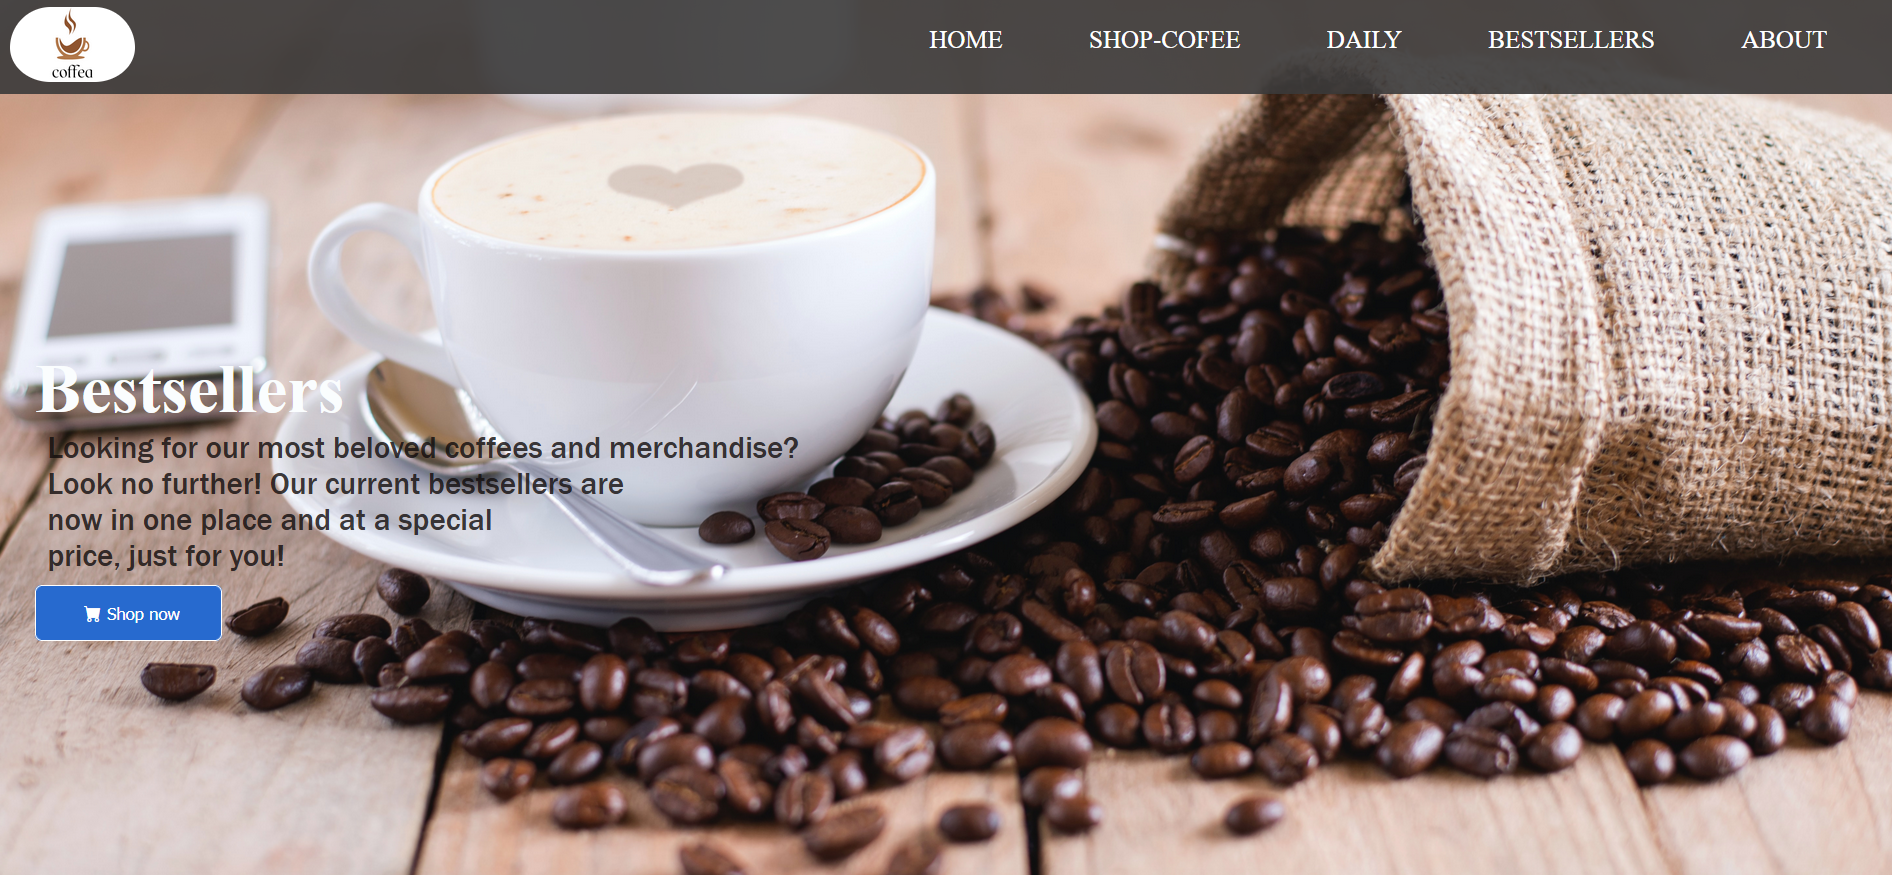 coffea
HOME SHOP-COFEE DAILY BESTSELLERS ABOUT
Bestsellers
Looking for our most beloved coffees and merchandise?
Look no further! Our current bestsellers are
now in one place and at a special
price, just for you!
Shop now